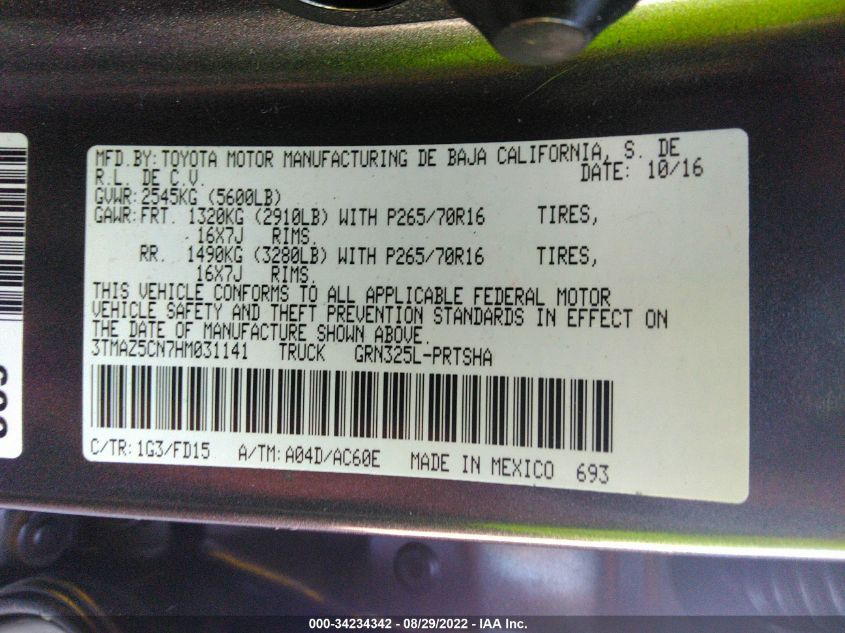 MFD.BY:TOYOTA MOTOR MANUFACTURING DE BAJA CALIFORNIA, S. DE
R.L. DE C.V. DATE: 10/16
GVWR:2545KG (5600LB)
GAWR:FRT. 1320KG (2910LB) WITH P265/70R16 TIRES,
16X7J RIMS.
RR. 1490KG (3280LB) WITH P265/70R16 TIRES,
16X7J RIMS.
THIS VEHICLE CONFORMS TO ALL APPLICABLE FEDERAL MOTOR
VEHICLE SAFETY AND THEFT PREVENTION STANDARDS IN EFFECT ON
THE DATE OF MANUFACTURE SHOWN ABOVE.
3TMAZ5CN7HM031141 TRUCK GRN325L-PRTSHA
C/TR:1G3/FD15 A/TM:A04D/AC60E MADE IN MEXICO 693
000-34234342 - 08/29/2022 - IAAI Inc.